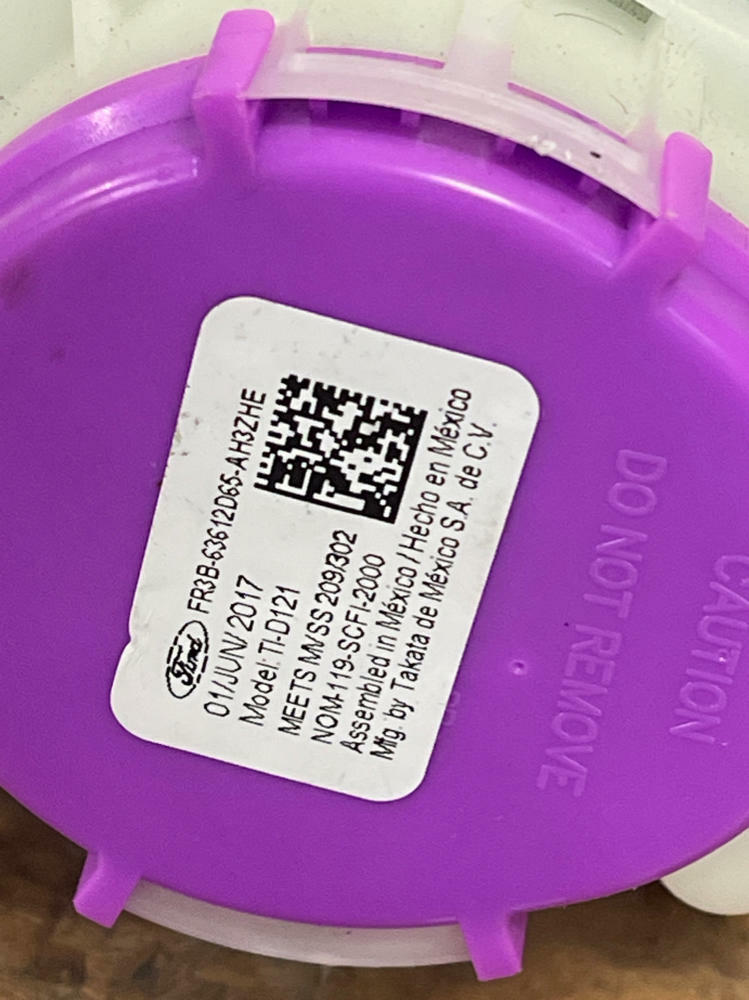 Ford FR3B-63612D65-AH3ZHE
01/JUN/ 2017
Model: TI-D121
MEETS MVSS 209/302
NOM-119-SCFI-2000
Assembled in México / Hecho en México
Mfg. by Takata de México S.A. de C.V.
CAUTION
DO NOT REMOVE